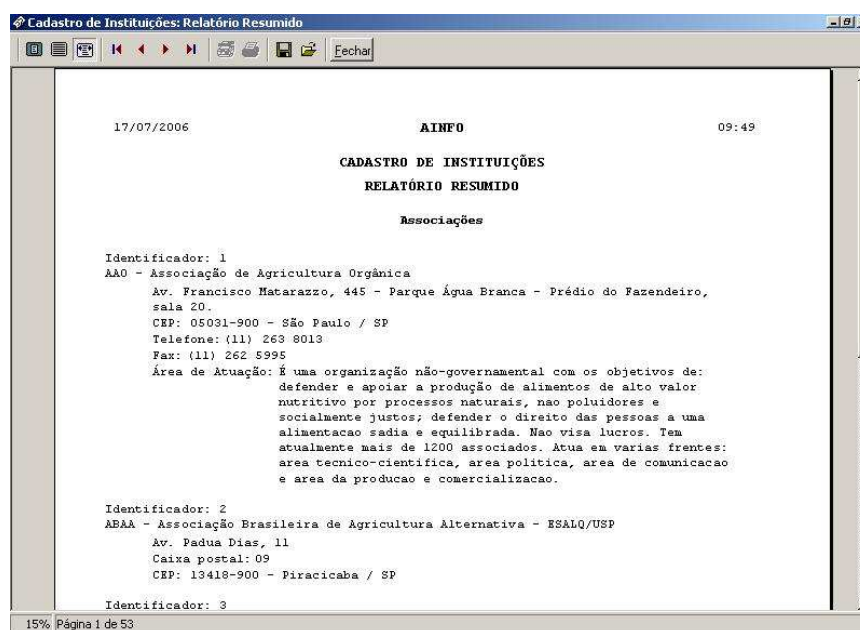 Cadastro de Instituições: Relatório Resumido
Fechar
17/07/2006 AINFO 09:49
CADASTRO DE INSTITUIÇÕES
RELATÓRIO RESUMIDO
Associações
Identificador: 1
AAO - Associação de Agricultura Orgânica
Av. Francisco Matarazzo, 445 - Parque Água Branca - Prédio do Fazendeiro,
sala 20.
CEP: 05031-900 - São Paulo / SP
Telefone: (11) 263 8013
Fax: (11) 262 5995
Área de Atuação: É uma organização não-governamental com os objetivos de:
defender e apoiar a produção de alimentos de alto valor
nutritivo por processos naturais, nao poluidores e
socialmente justos; defender o direito das pessoas a uma
alimentacao sadia e equilibrada. Nao visa lucros. Tem
atualmente mais de 1200 associados. Atua em varias frentes:
area tecnico-cientifica, area politica, area de comunicacao
e area da producao e comercializacao.
Identificador: 2
ABAA - Associação Brasileira de Agricultura Alternativa - ESALQ/USP
Av. Padua Dias, 11
Caixa postal: 09
CEP: 13418-900 - Piracicaba / SP
Identificador: 3
15% Página 1 de 53